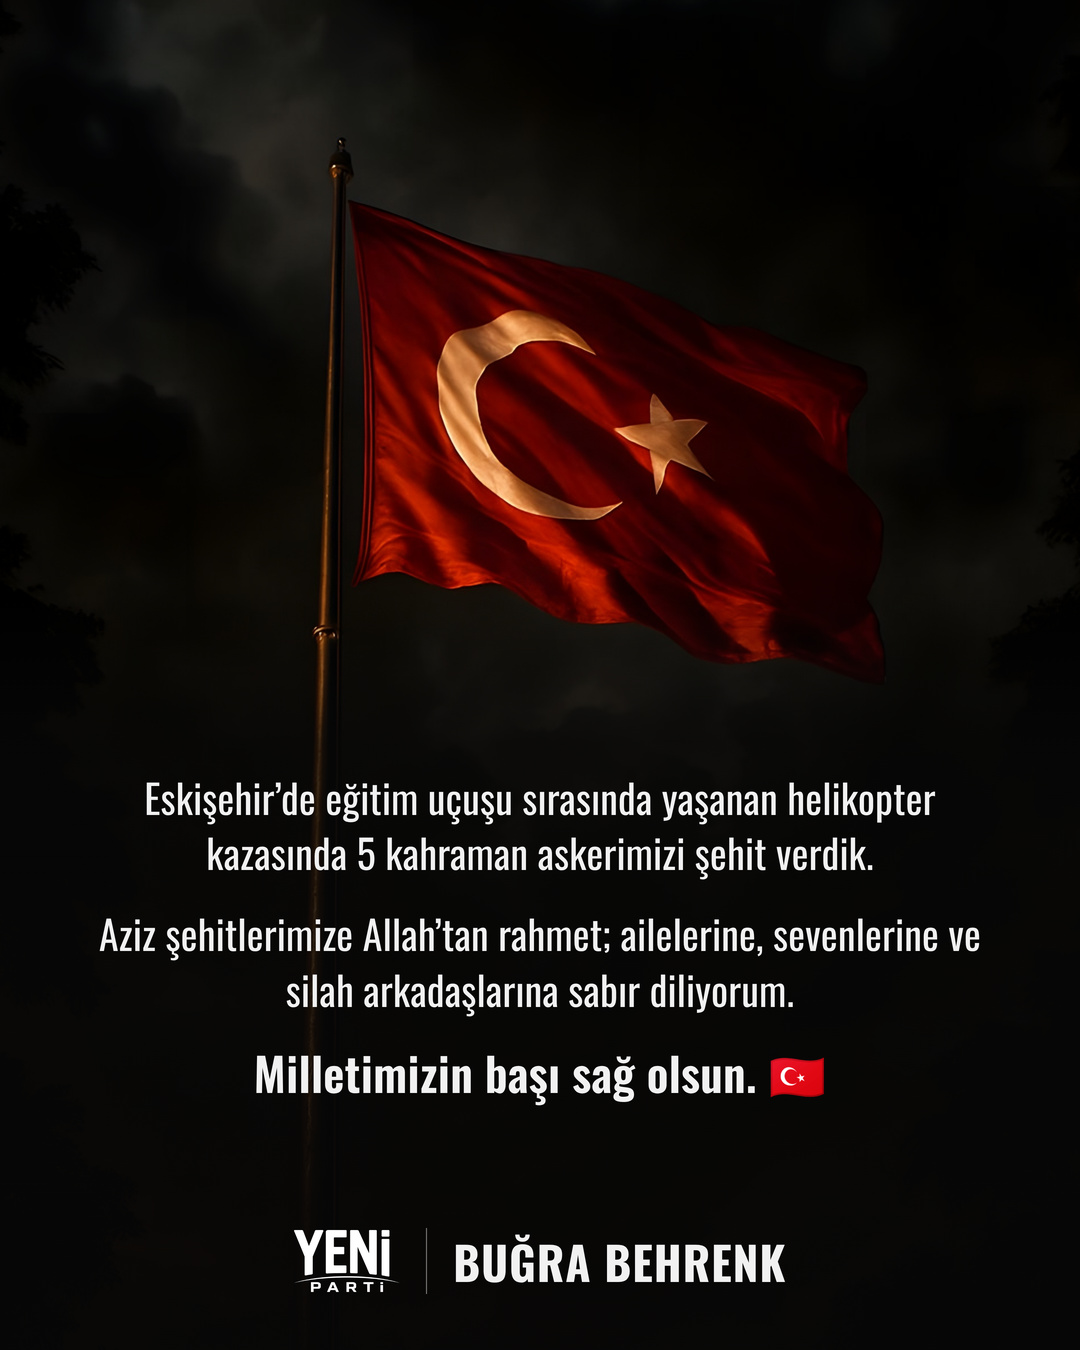 Eskişehir’de eğitim uçuşu sırasında yaşanan helikopter
kazasında 5 kahraman askerimizi şehit verdik.
Aziz şehitlerimize Allah’tan rahmet; ailelerine, sevenlerine ve
silah arkadaşlarına sabır diliyorum.
Milletimizin başı sağ olsun. 🇹🇷
YENİ
PARTİ
BUĞRA BEHRENK